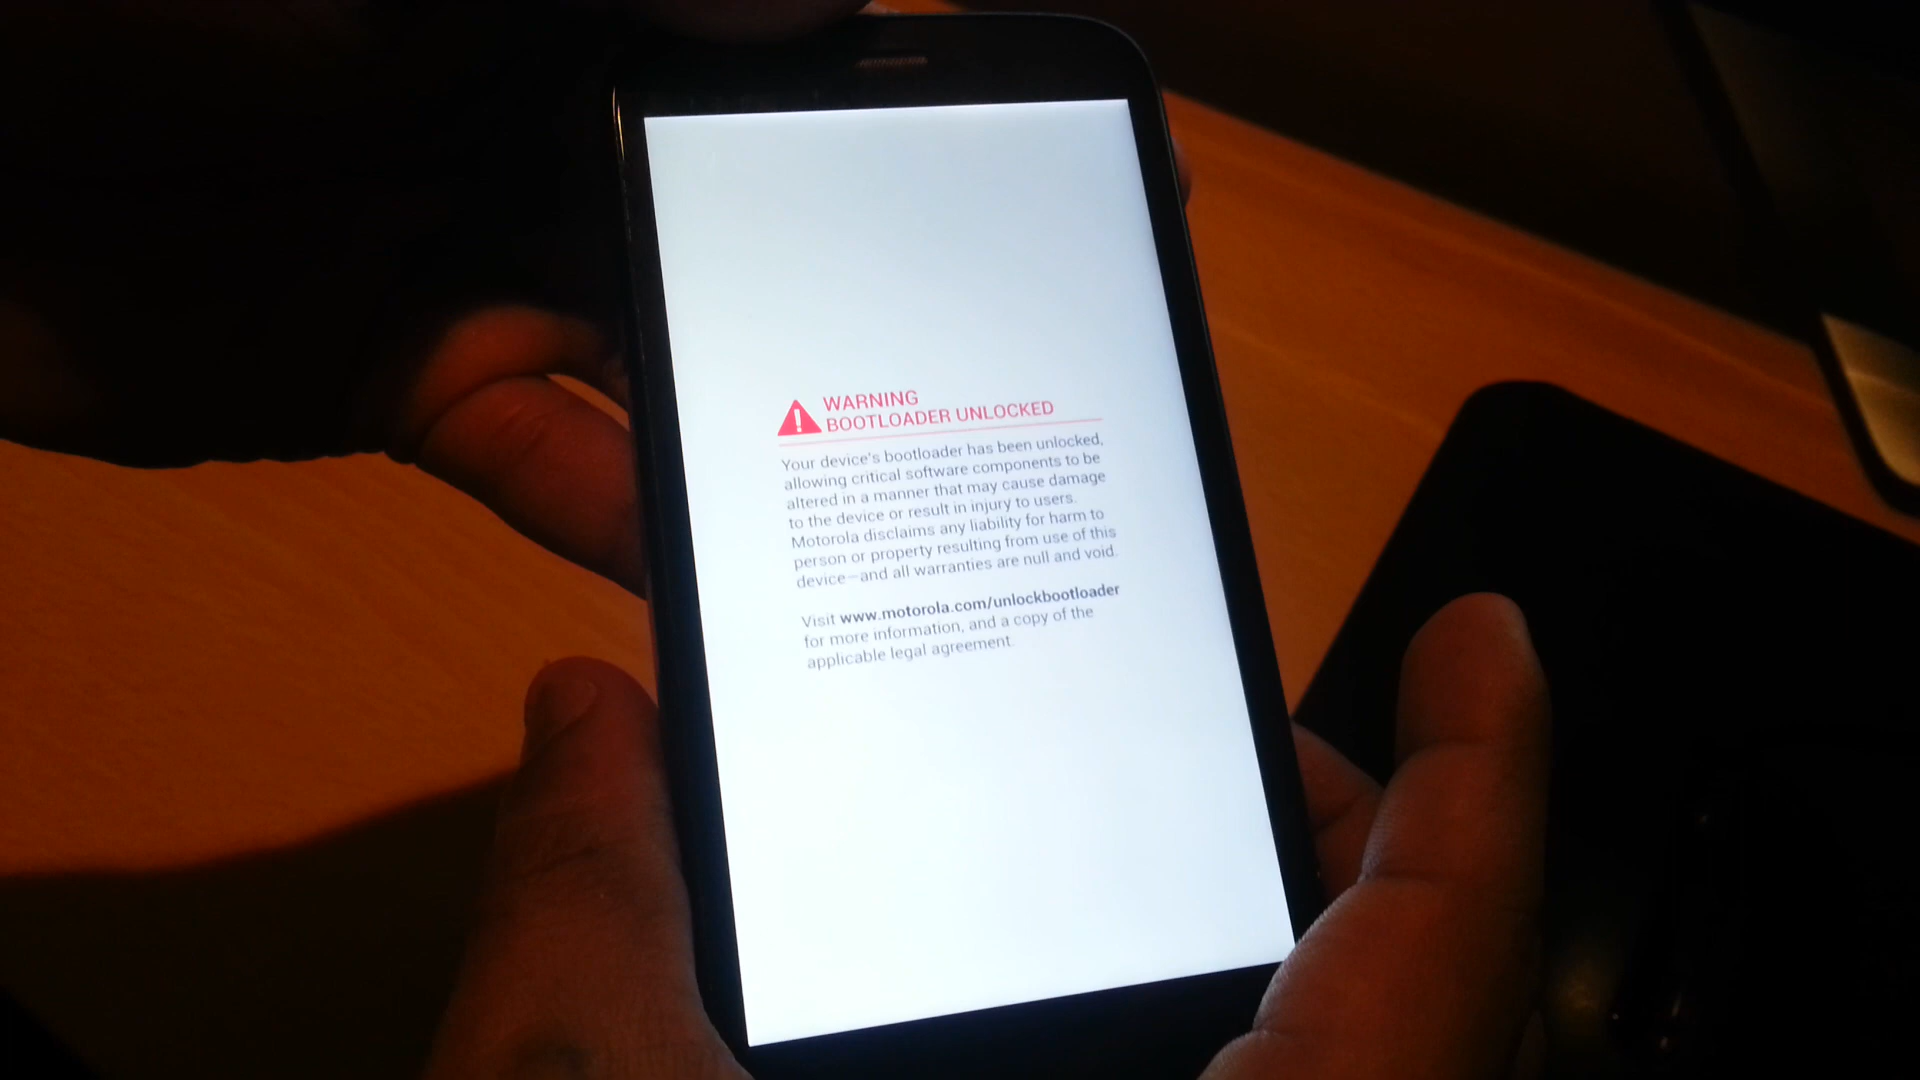 WARNING
BOOTLOADER UNLOCKED
Your device's bootloader has been unlocked,
allowing critical software components to be
altered in a manner that may cause damage
to the device or result in injury to users.
Motorola disclaims any liability for harm to
person or property resulting from use of this
device—and all warranties are null and void.
Visit www.motorola.com/unlockbootloader
for more information, and a copy of the
applicable legal agreement.